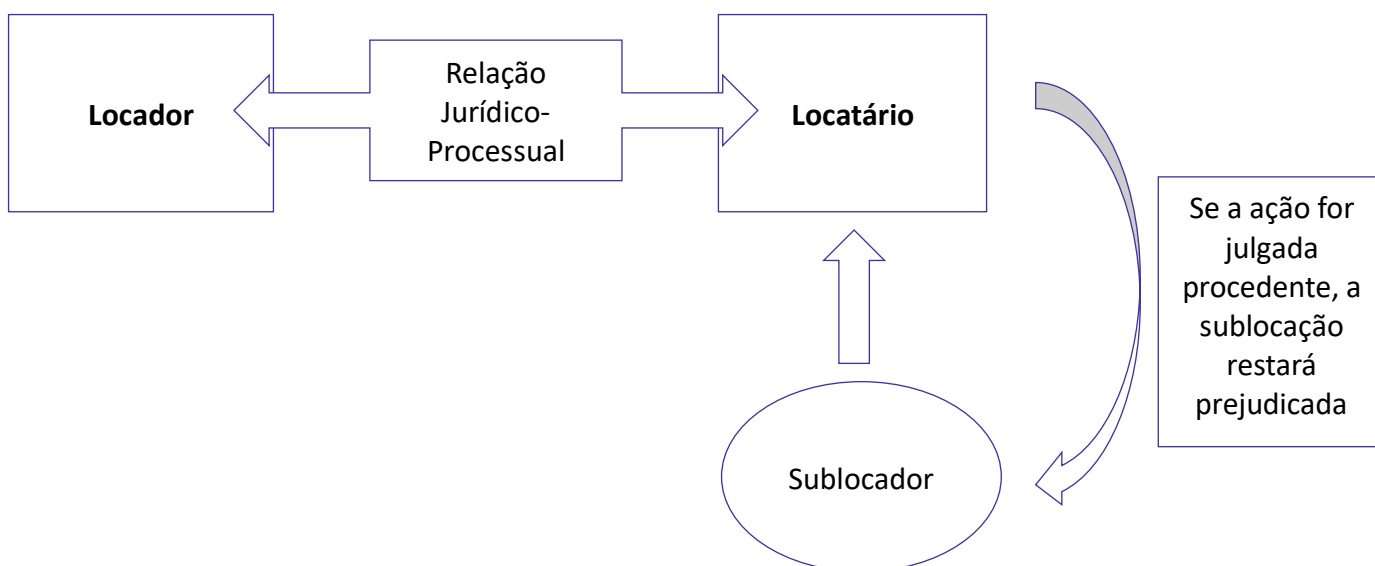 Locador
Relação
Jurídico-
Processual
Locatário
Se a ação for
julgada
procedente, a
sublocação
restará
prejudicada
Sublocador